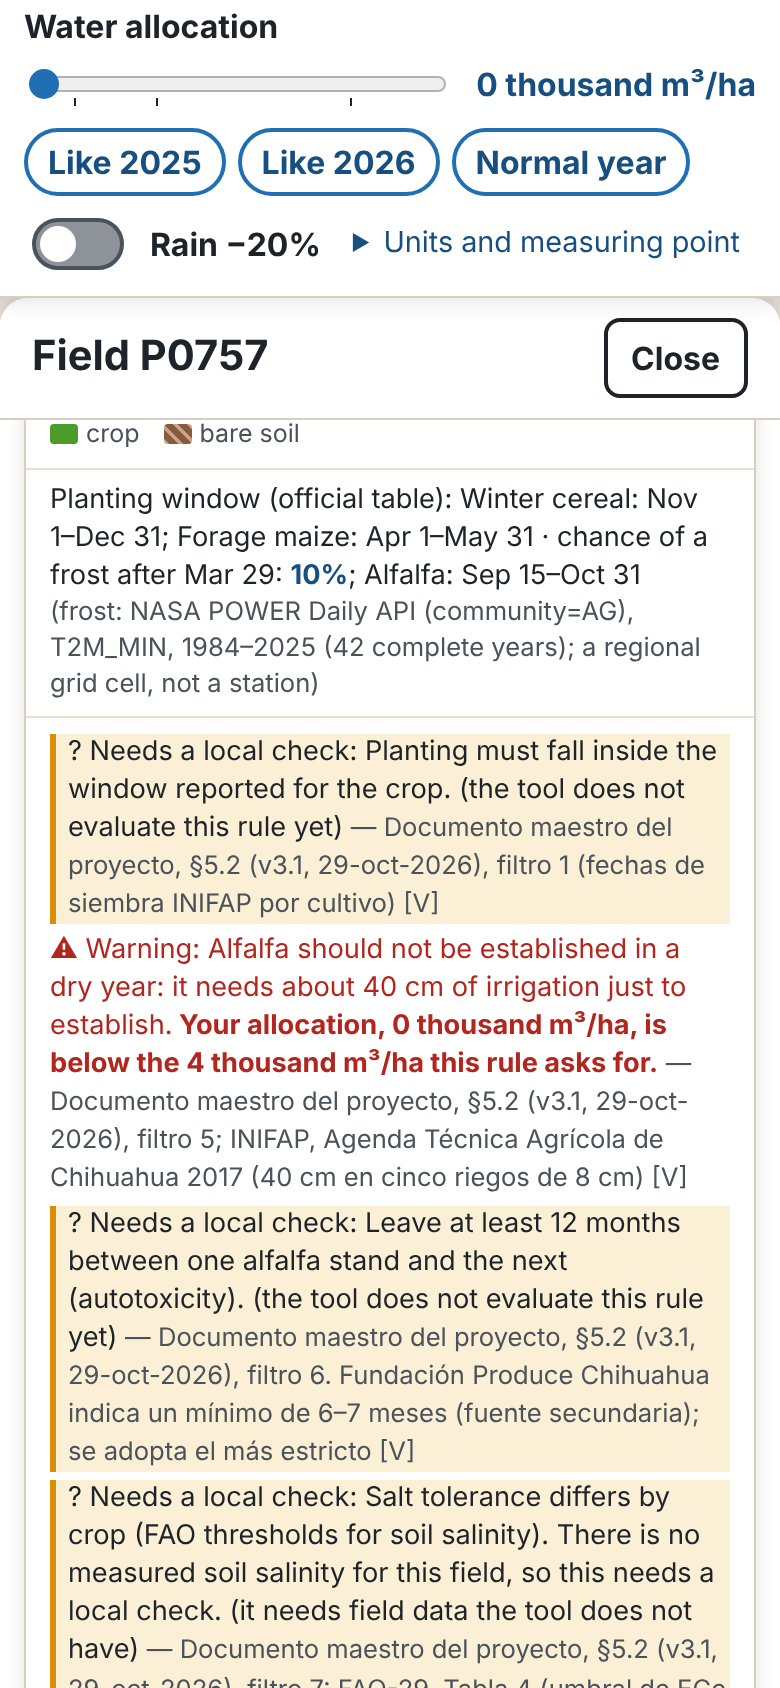 Water allocation
0 thousand m³/ha
Like 2025
Like 2026
Normal year
Rain −20%
▶ Units and measuring point
Field P0757
Close
crop
bare soil
Planting window (official table): Winter cereal: Nov
1–Dec 31; Forage maize: Apr 1–May 31 · chance of a
frost after Mar 29: 10%; Alfalfa: Sep 15–Oct 31
(frost: NASA POWER Daily API (community=AG),
T2M_MIN, 1984–2025 (42 complete years); a regional
grid cell, not a station)
? Needs a local check: Planting must fall inside the
window reported for the crop. (the tool does not
evaluate this rule yet) — Documento maestro del
proyecto, §5.2 (v3.1, 29-oct-2026), filtro 1 (fechas de
siembra INIFAP por cultivo) [V]
⚠ Warning: Alfalfa should not be established in a
dry year: it needs about 40 cm of irrigation just to
establish. Your allocation, 0 thousand m³/ha, is
below the 4 thousand m³/ha this rule asks for. —
Documento maestro del proyecto, §5.2 (v3.1, 29-oct-
2026), filtro 5; INIFAP, Agenda Técnica Agrícola de
Chihuahua 2017 (40 cm en cinco riegos de 8 cm) [V]
? Needs a local check: Leave at least 12 months
between one alfalfa stand and the next
(autotoxicity). (the tool does not evaluate this rule
yet) — Documento maestro del proyecto, §5.2 (v3.1,
29-oct-2026), filtro 6. Fundación Produce Chihuahua
indica un mínimo de 6–7 meses (fuente secundaria);
se adopta el más estricto [V]
? Needs a local check: Salt tolerance differs by
crop (FAO thresholds for soil salinity). There is no
measured soil salinity for this field, so this needs a
local check. (it needs field data the tool does not
have) — Documento maestro del proyecto, §5.2 (v3.1,
29-oct-2026), filtro 7; FAO-29, Tabla 4 (umbral de ECe